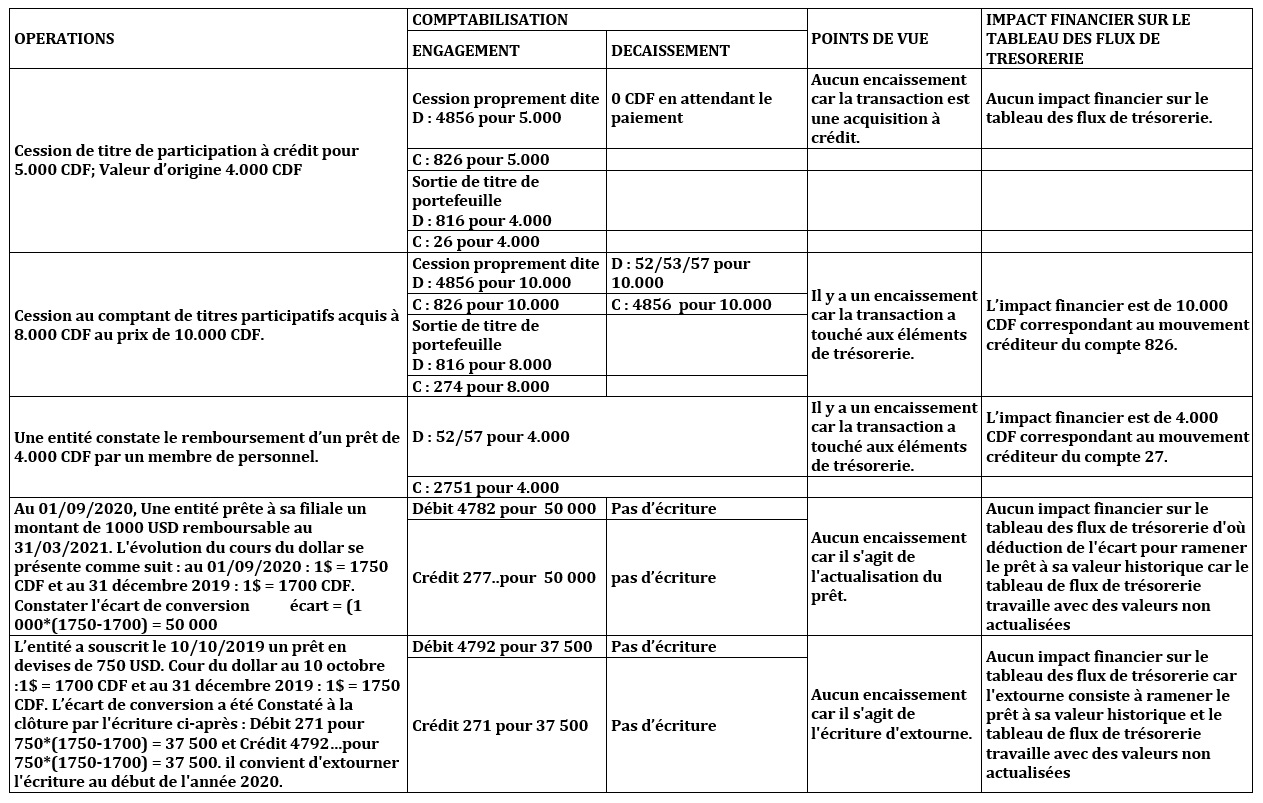 OPERATIONS
COMPTABILISATION
ENGAGEMENT
DECAISSEMENT
POINTS DE VUE
IMPACT FINANCIER SUR LE
TABLEAU DES FLUX DE
TRESORERIE
Cession de titre de participation à crédit pour
5.000 CDF; Valeur d’origine 4.000 CDF
Cession proprement dite
D : 4856 pour 5.000
0 CDF en attendant le
paiement
Aucun encaissement
car la transaction est
une acquisition à
crédit.
Aucun impact financier sur le
tableau des flux de trésorerie.
C : 826 pour 5.000
Sortie de titre de
portefeuille
D : 816 pour 4.000
C : 26 pour 4.000
Cession au comptant de titres participatifs acquis à
8.000 CDF au prix de 10.000 CDF.
Cession proprement dite
D : 4856 pour 10.000
D : 52/53/57 pour
10.000
C : 826 pour 10.000
C : 4856  pour 10.000
Sortie de titre de
portefeuille
D : 816 pour 8.000
C : 274 pour 8.000
Il y a un encaissement
car la transaction a
touché aux éléments
de trésorerie.
L’impact financier est de 10.000
CDF correspondant au mouvement
créditeur du compte 826.
Une entité constate le remboursement d’un prêt de
4.000 CDF par un membre de personnel.
D : 52/57 pour 4.000
Il y a un encaissement
car la transaction a
touché aux éléments
de trésorerie.
L’impact financier est de 4.000
CDF correspondant au mouvement
créditeur du compte 27.
C : 2751 pour 4.000
Au 01/09/2020, Une entité prête à sa filiale un
montant de 1000 USD remboursable au
31/03/2021. L'évolution du cours du dollar se
présente comme suit : au 01/09/2020 : 1$ = 1750
CDF et au 31 décembre 2019 : 1$ = 1700 CDF.
Constater l'écart de conversion écart = (1
000*(1750-1700) = 50 000
Débit 4782 pour  50 000
Pas d’écriture
Crédit 277..pour  50 000
pas d’écriture
Aucun encaissement
car il s'agit de
l'actualisation du
prêt.
Aucun impact financier sur le
tableau des flux de trésorerie d'où
déduction de l'écart pour ramener
le prêt à sa valeur historique car le
tableau de flux de trésorerie
travaille avec des valeurs non
actualisées
L’entité a souscrit le 10/10/2019 un prêt en
devises de 750 USD. Cour du dollar au 10 octobre
:1$ = 1700 CDF et au 31 décembre 2019 : 1$ = 1750
CDF. L’écart de conversion a été Constaté à la
clôture par l'écriture ci-après : Débit 271 pour
750*(1750-1700) = 37 500 et Crédit 4792...pour
750*(1750-1700) = 37 500. il convient d'extourner
l'écriture au début de l'année 2020.
Débit 4792 pour 37 500
Pas d’écriture
Crédit 271 pour 37 500
Pas d’écriture
Aucun encaissement
car il s'agit de
l'écriture d'extourne.
Aucun impact financier sur le
tableau des flux de trésorerie car
l'extourne consiste à ramener le
prêt à sa valeur historique et le
tableau de flux de trésorerie
travaille avec des valeurs non
actualisées